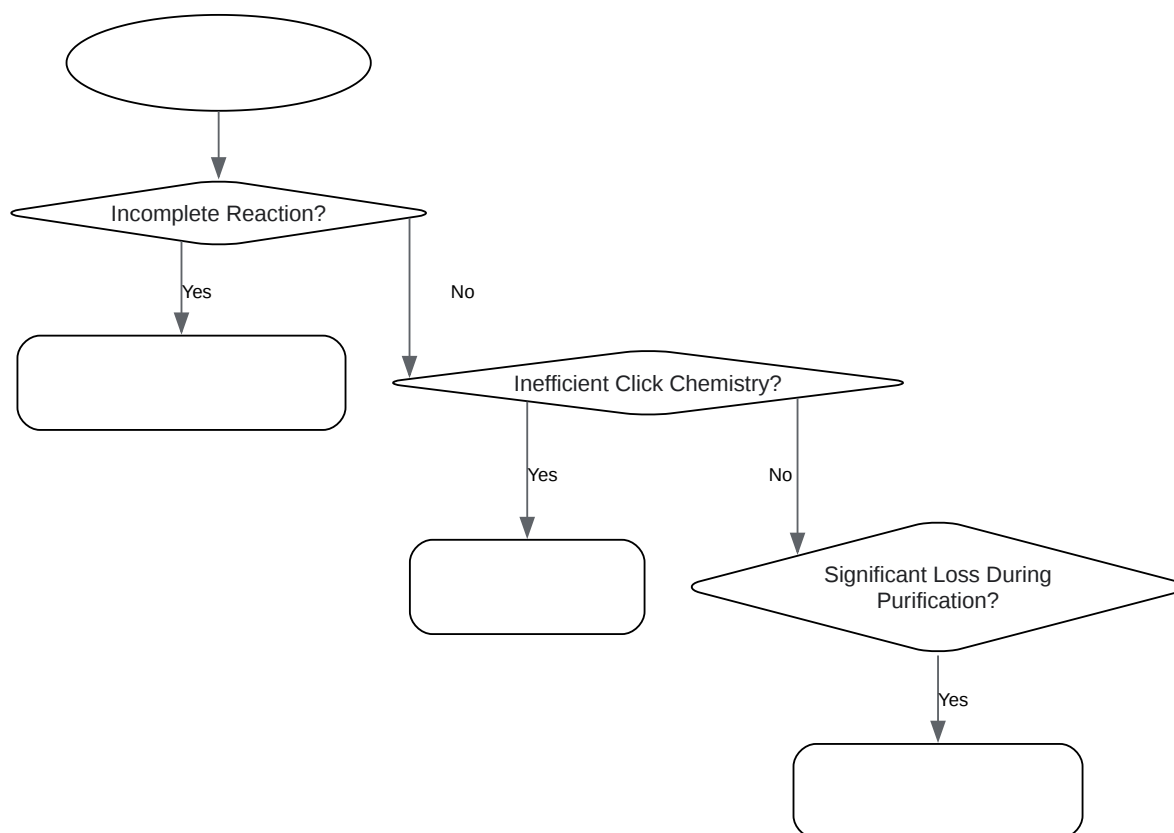 Incomplete Reaction?
Yes
No
Inefficient Click Chemistry?
Yes
No
Significant Loss During
Purification?
Yes